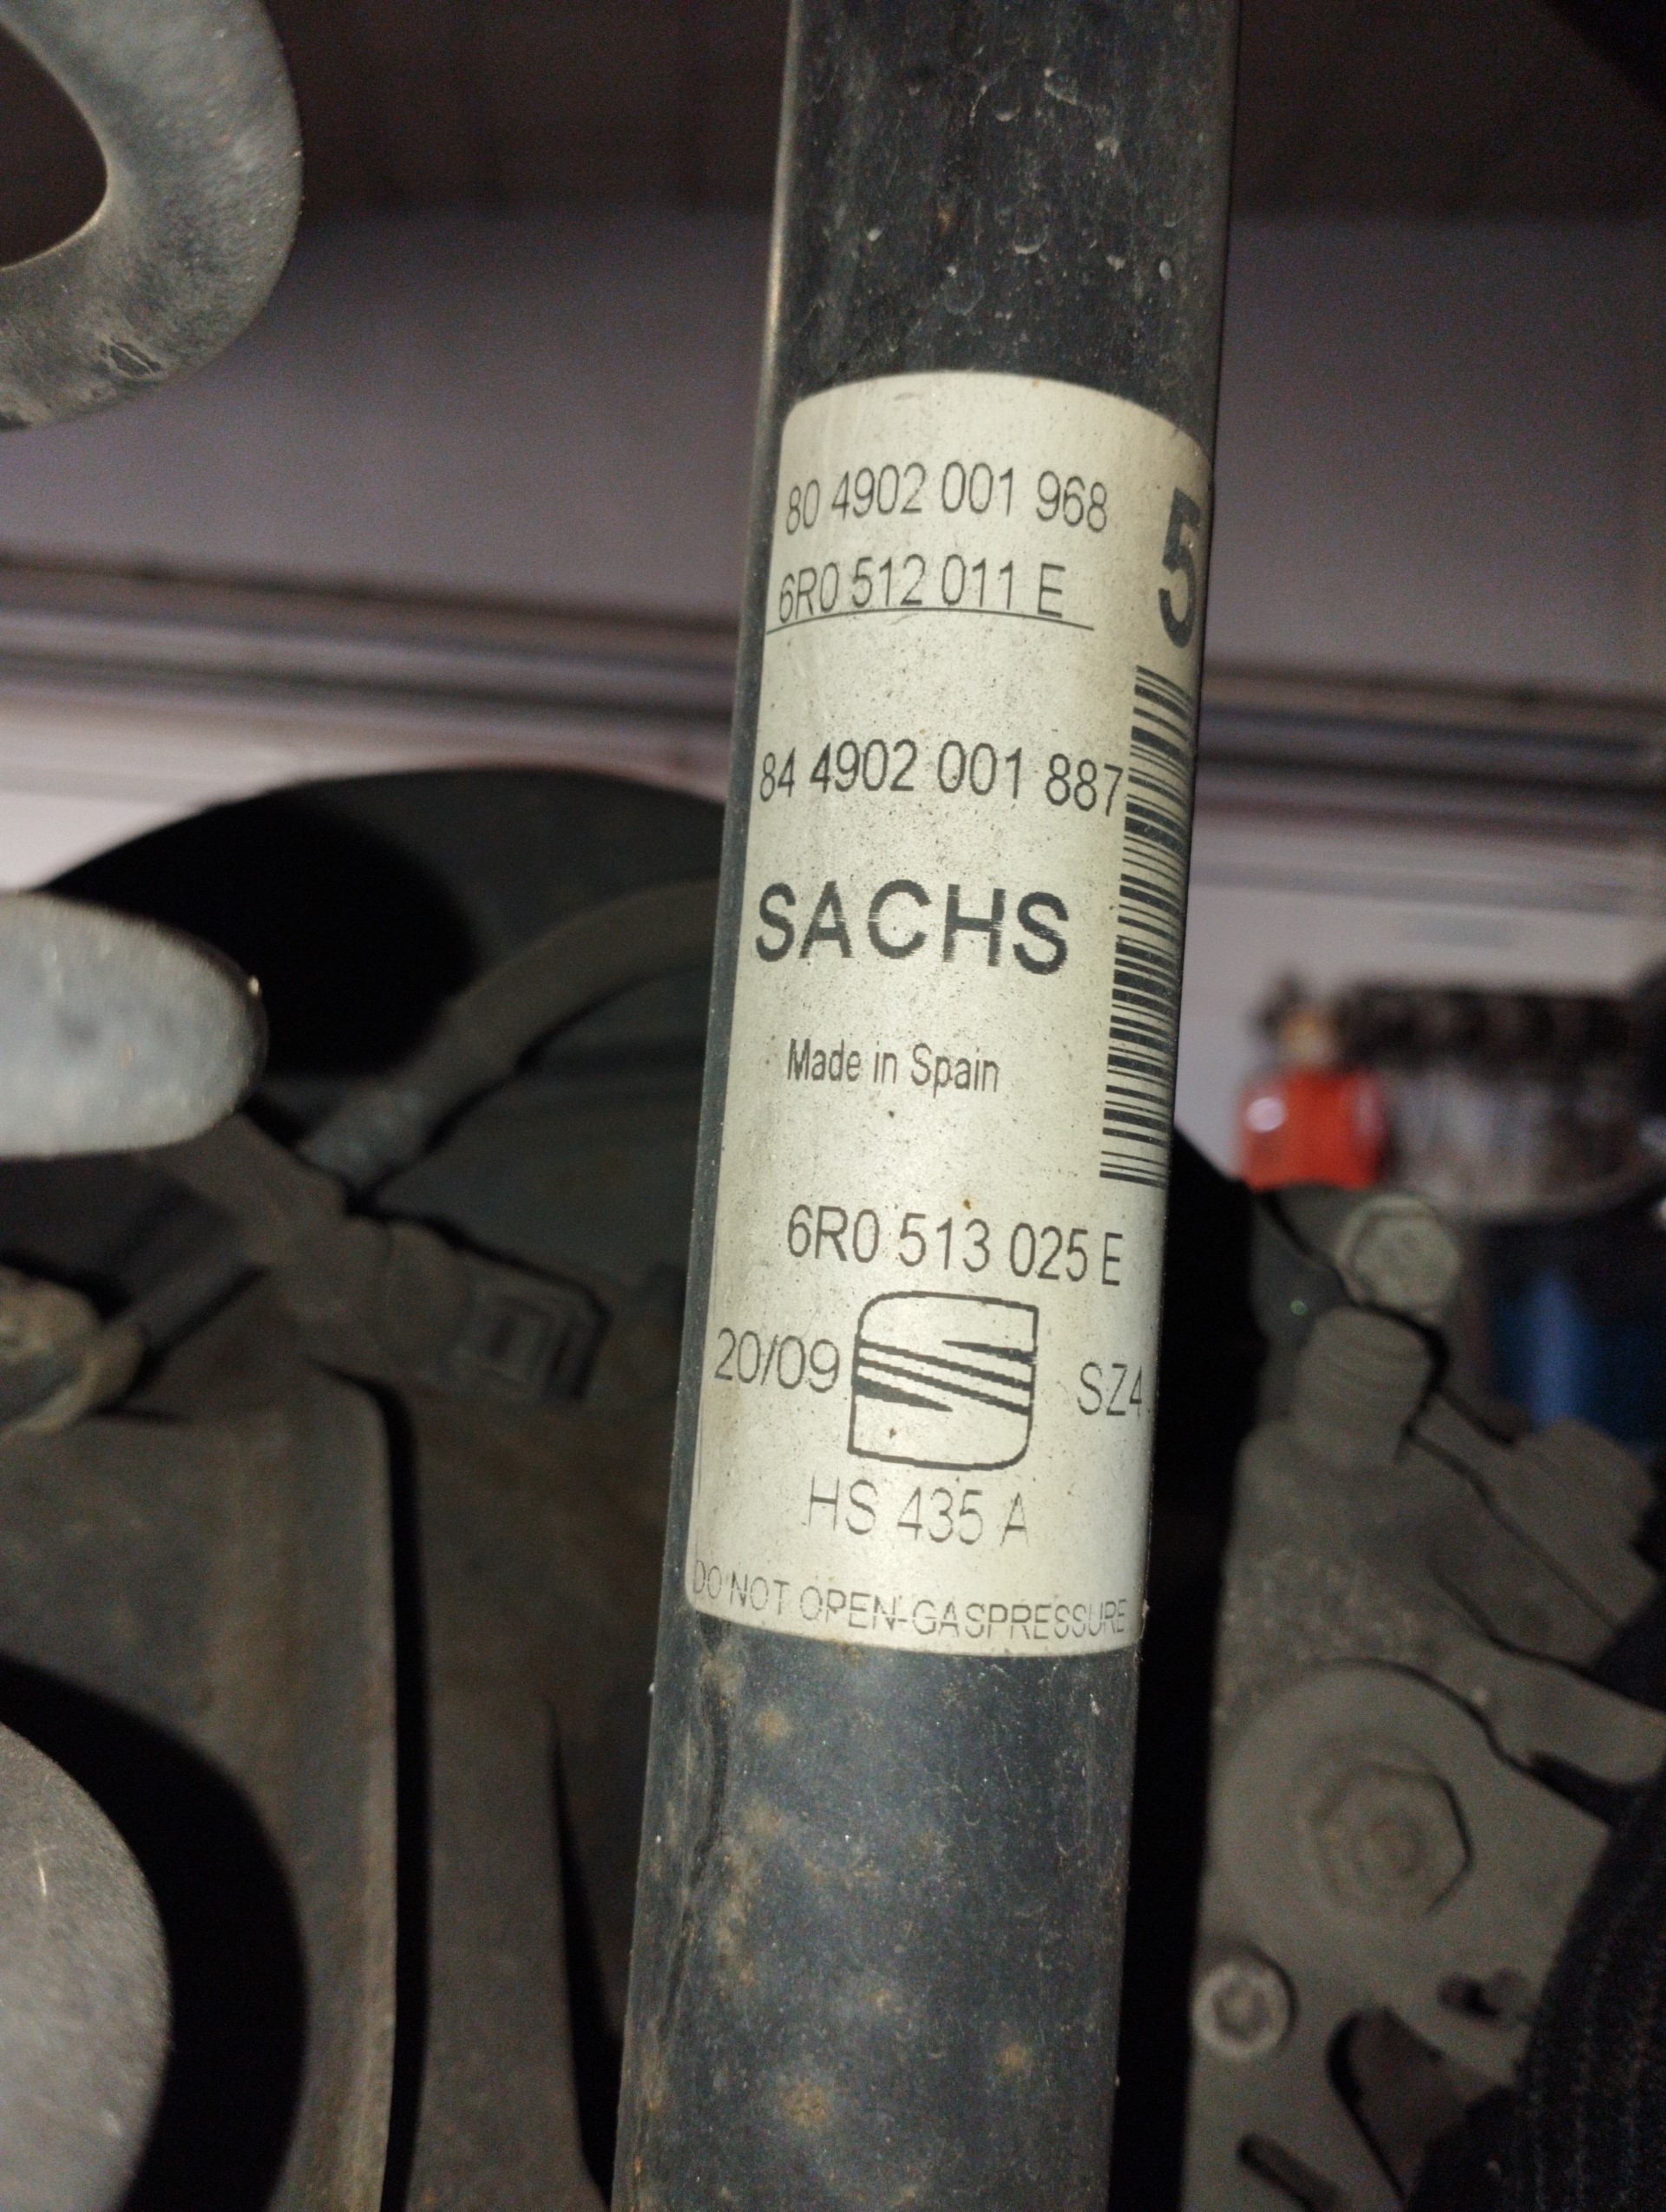 80 4902 001 968
5
6R0 512 011 E
84 4902 001 887
SACHS
Made in Spain
6R0 513 025 E
20/09
HS 435 A
DO NOT OPEN-GASPRESSURE